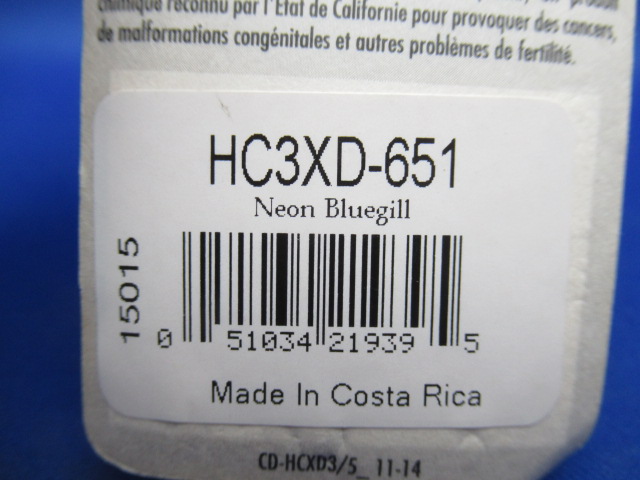 chimique reconnu par l'État de Californie pour provoquer des cancers,
de malformations congénitales et autres problèmes de fertilité.
HC3XD-651
Neon Bluegill
15015
0 51034 21939 5
Made In Costa Rica
CD-HCXD3/5_ 11-14